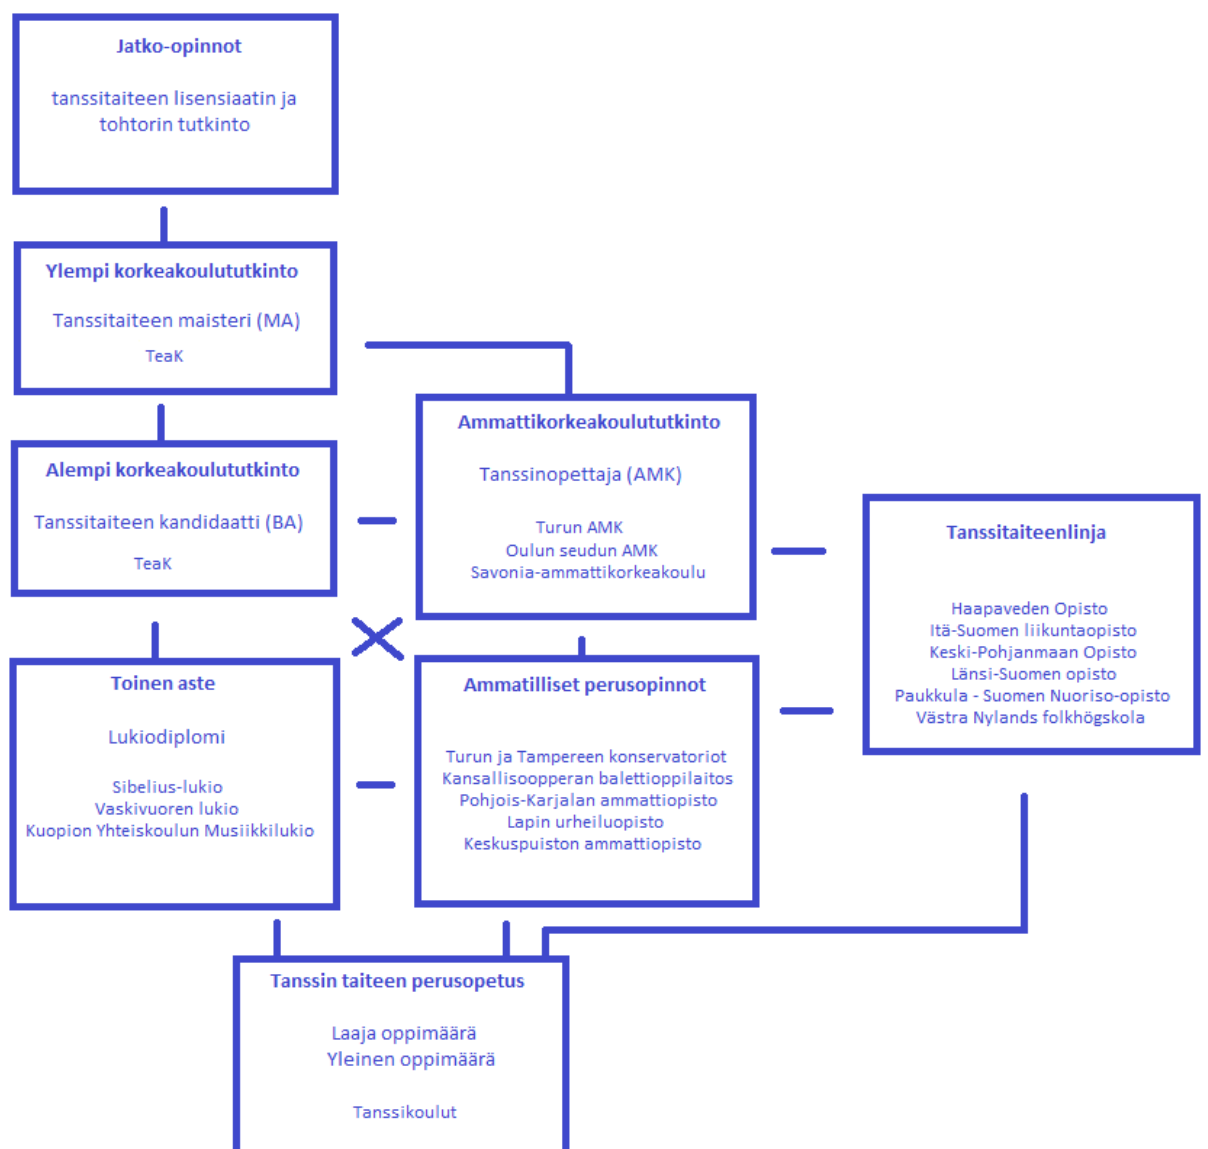 Jatko-opinnot
tanssitaiteen lisensiaatin ja
tohtorin tutkinto
Ylempi korkeakoulututkinto
Tanssitaiteen maisteri (MA)
TeaK
Alempi korkeakoulututkinto
Tanssitaiteen kandidaatti (BA)
TeaK
Ammattikorkeakoulututkinto
Tanssinopettaja (AMK)
Turun AMK
Oulun seudun AMK
Savonia-ammattikorkeakoulu
Tanssitaiteenlinja
Haapaveden Opisto
Itä-Suomen liikuntaopisto
Keski-Pohjanmaan Opisto
Länsi-Suomen opisto
Paukkula - Suomen Nuoriso-opisto
Västra Nylands folkhögskola
Toinen aste
Lukiodiplomi
Sibelius-lukio
Vaskivuoren lukio
Kuopion Yhteiskoulun Musiikkilukio
Ammatilliset perusopinnot
Turun ja Tampereen konservatoriot
Kansallisoopperan balettioppilaitos
Pohjois-Karjalan ammattiopisto
Lapin urheiluopisto
Keskuspuiston ammattiopisto
Tanssin taiteen perusopetus
Laaja oppimäärä
Yleinen oppimäärä
Tanssikoulut